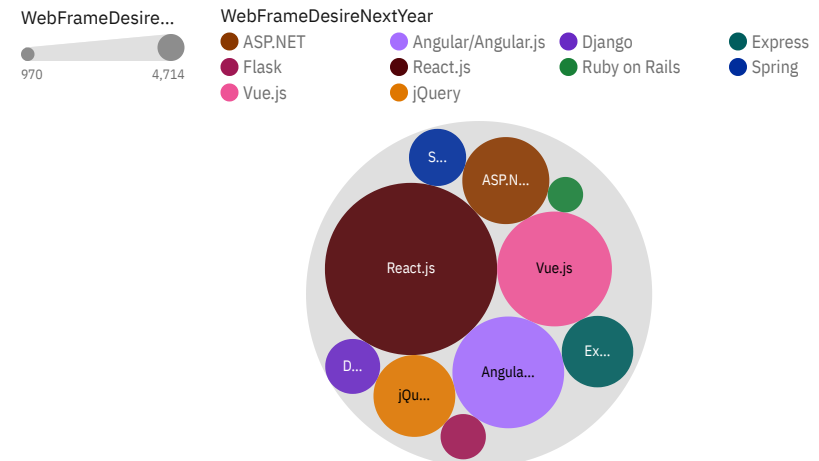 WebFrameDesire...
970 4,714
WebFrameDesireNextYear
ASP.NET Angular/Angular.js Django Express
Flask React.js Ruby on Rails Spring
Vue.js jQuery
S...
ASP.N...
React.js
Vue.js
Ex...
D...
Angula...
jQu...